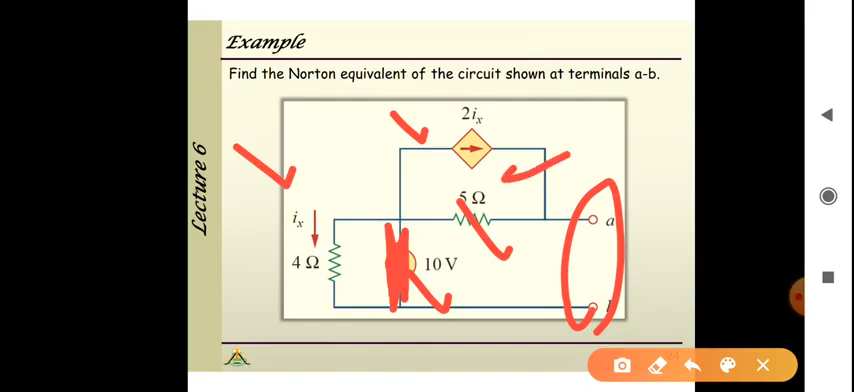 Example
Find the Norton equivalent of the circuit shown at terminals a-b.
Lecture 6
2ix
5 Ω
ix
4 Ω
10 V
a